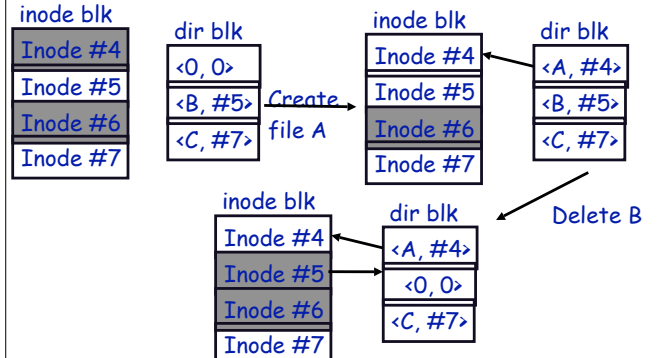 inode blk
dir blk
Inode #4
Inode #5
Inode #6
Inode #7
<0, 0>
<B, #5>
<C, #7>
Create
file A
inode blk
dir blk
Inode #4
Inode #5
Inode #6
Inode #7
<A, #4>
<B, #5>
<C, #7>
Delete B
inode blk
dir blk
Inode #4
Inode #5
Inode #6
Inode #7
<A, #4>
<0, 0>
<C, #7>